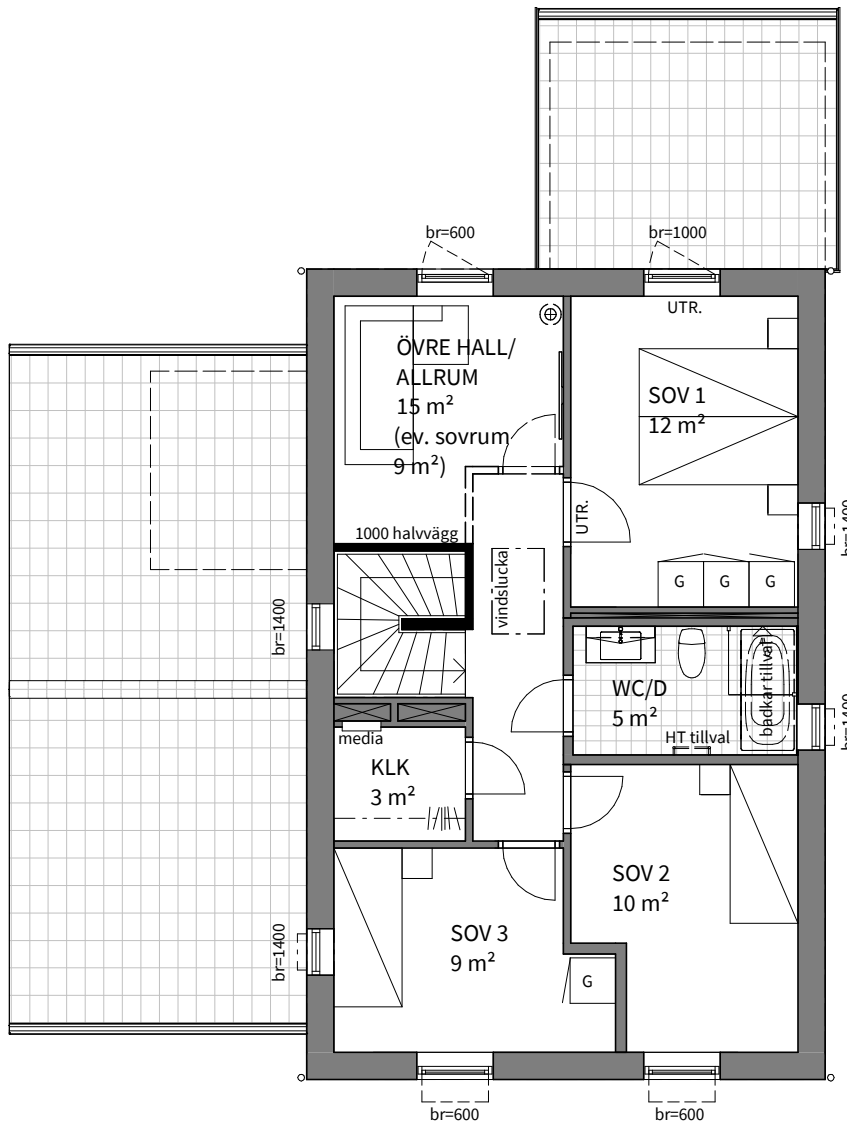 br=600
br=1000
UTR.
ÖVRE HALL/
ALLRUM
15 m²
(ev. sovrum
9 m²)
SOV 1
12 m²
UTR.
br=1400
1000 halvvägg
vindslucka
G
G
G
br=1400
WC/D
5 m²
badkar tillval
HT tillval
br=1400
media
KLK
3 m²
SOV 2
10 m²
SOV 3
9 m²
G
br=1400
br=600
br=600